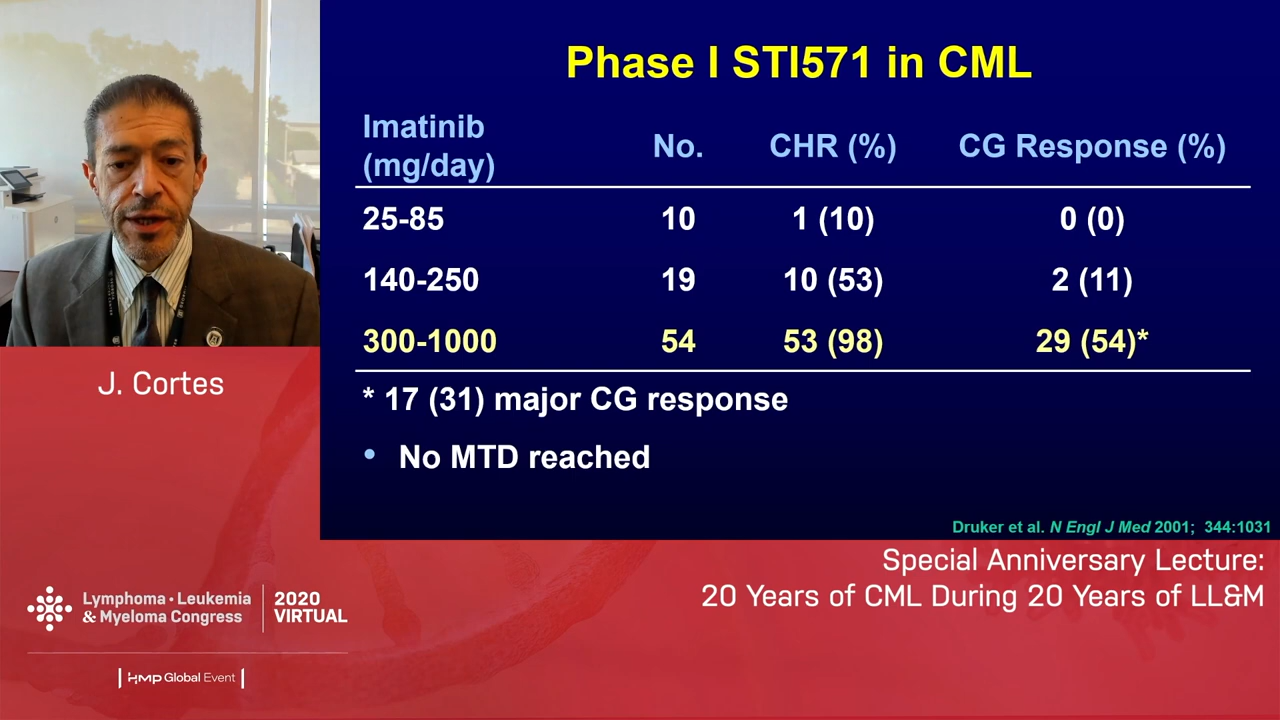 Phase I STI571 in CML
Imatinib
(mg/day)
No.
CHR (%)
CG Response (%)
25-85
10
1 (10)
0 (0)
140-250
19
10 (53)
2 (11)
300-1000
54
53 (98)
29 (54)*
* 17 (31) major CG response
• No MTD reached
Druker et al. N Engl J Med 2001; 344:1031
J. Cortes
Special Anniversary Lecture:
20 Years of CML During 20 Years of LL&M
Lymphoma • Leukemia
& Myeloma Congress
2020
VIRTUAL
HMP Global Event